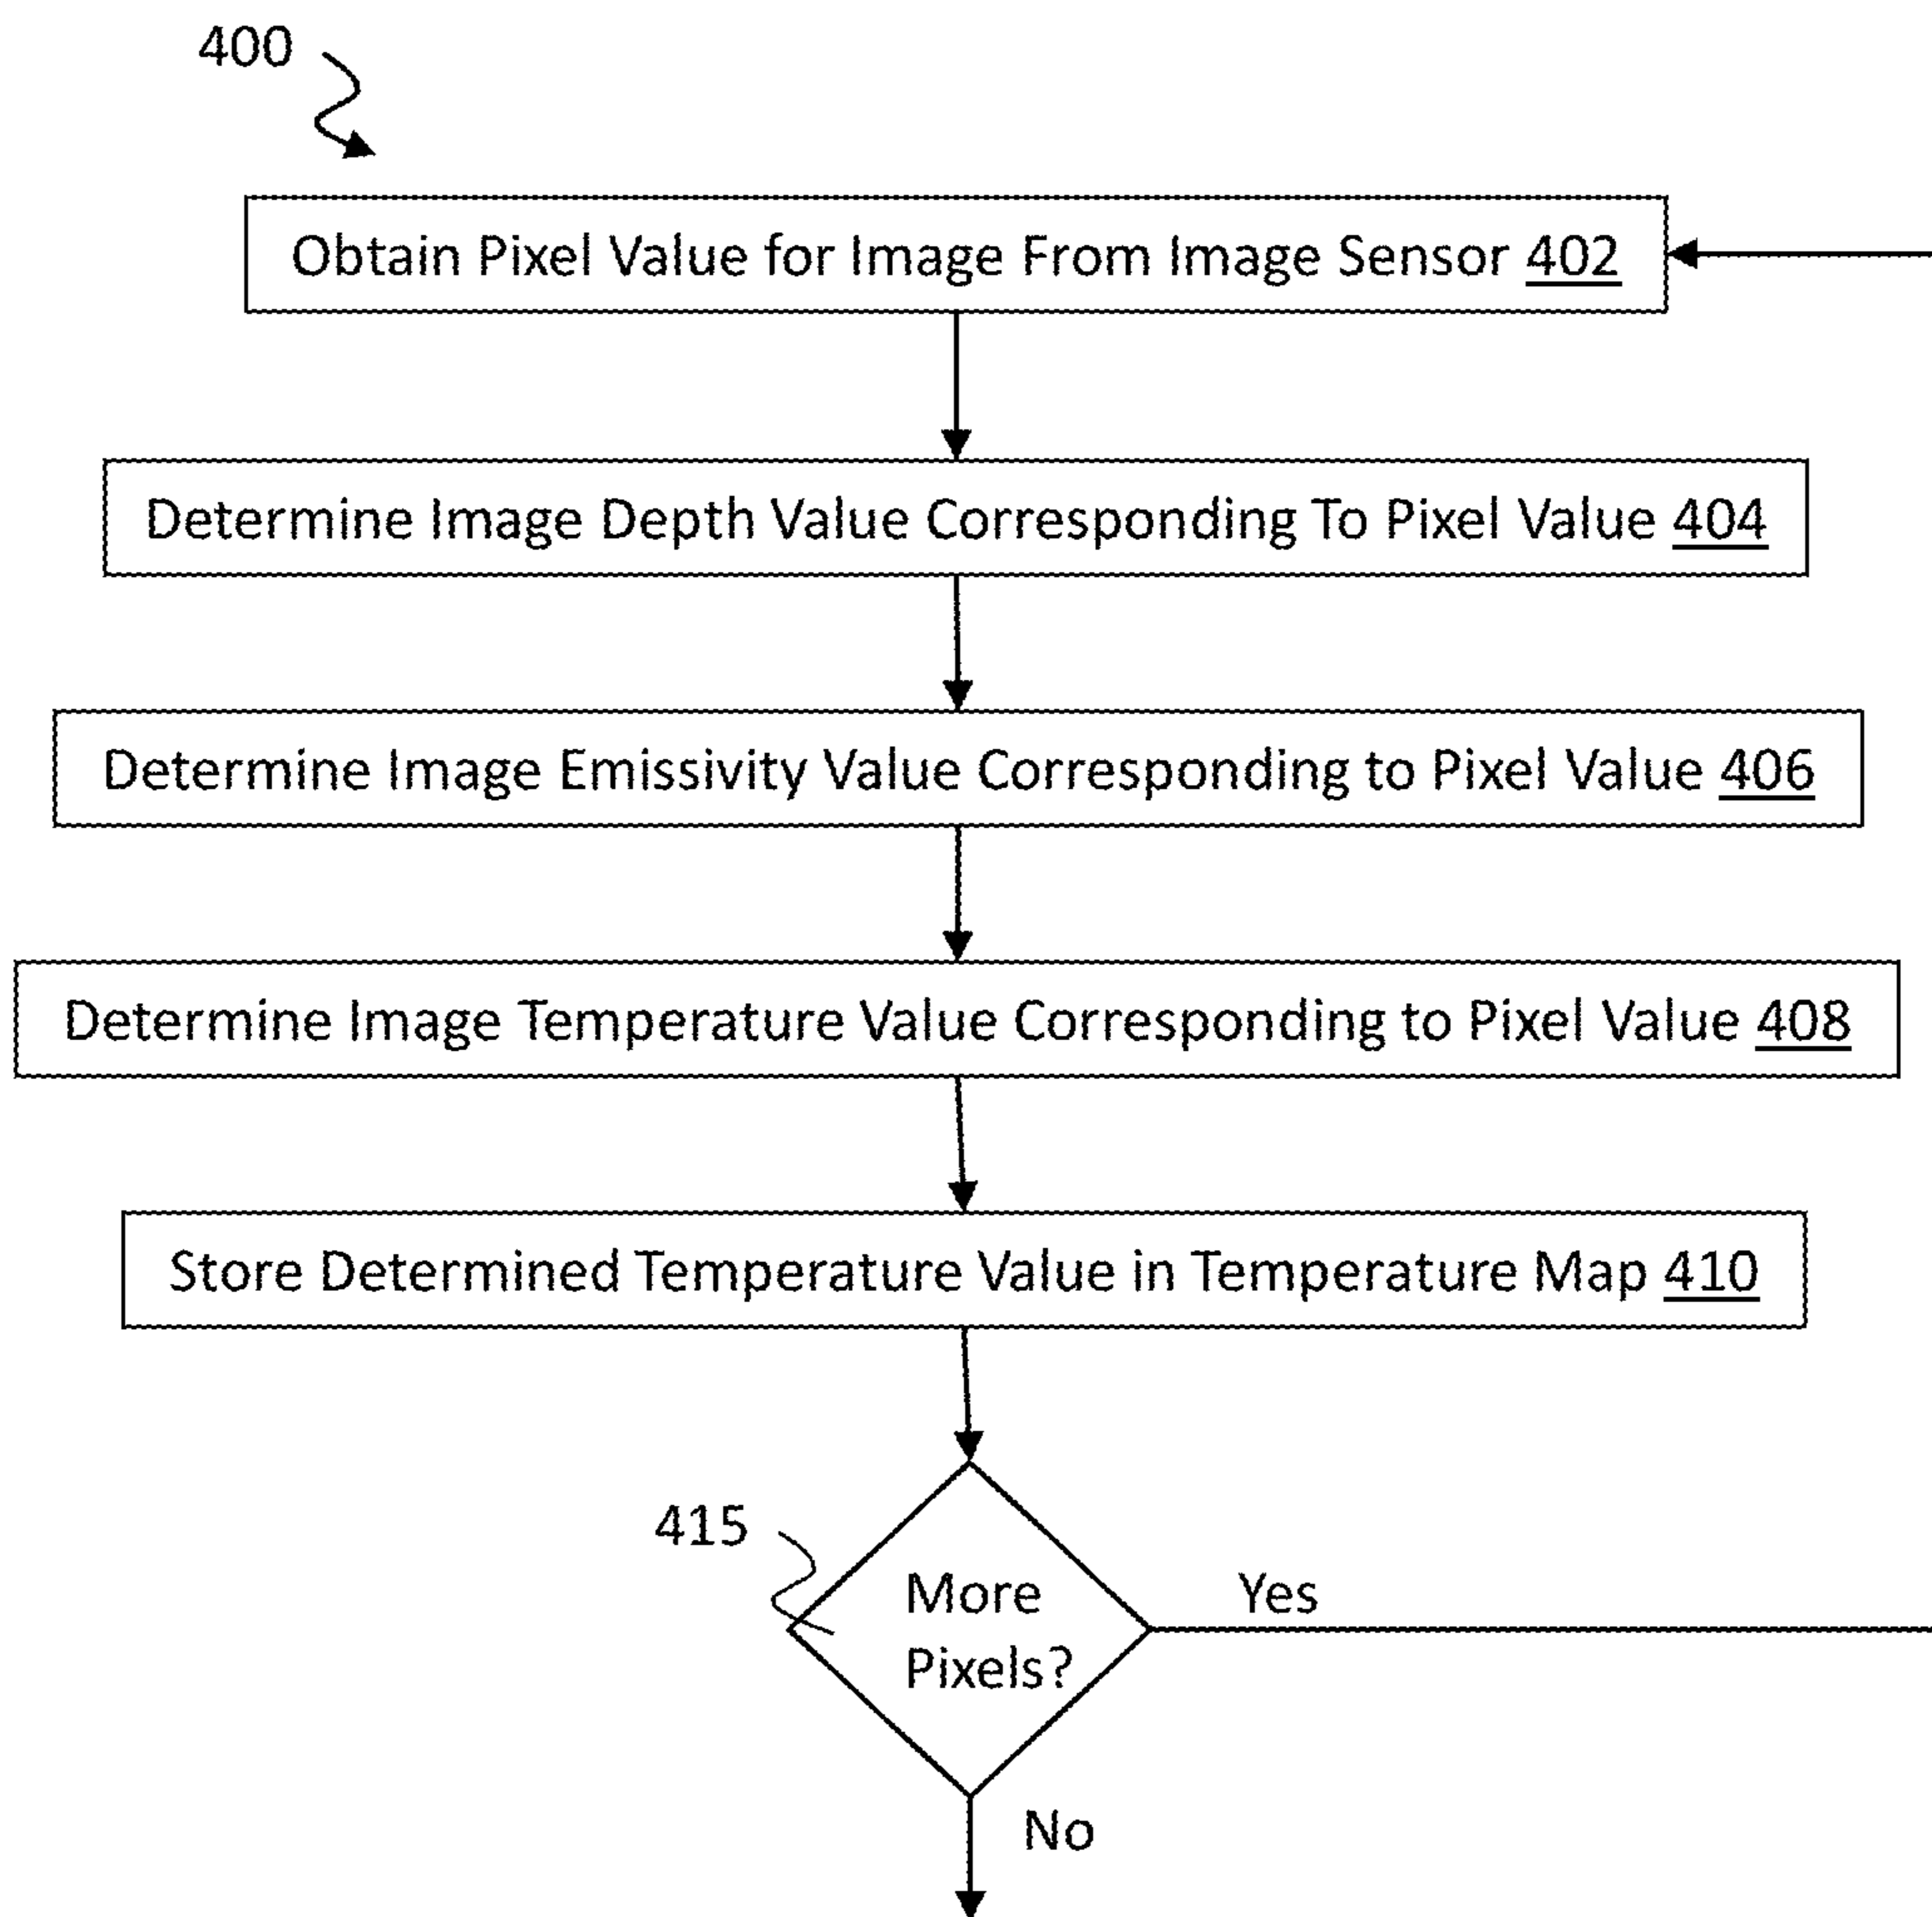 400
Obtain Pixel Value for Image From Image Sensor 402
Determine Image Depth Value Corresponding To Pixel Value 404
Determine Image Emissivity Value Corresponding to Pixel Value 406
Determine Image Temperature Value Corresponding to Pixel Value 408
Store Determined Temperature Value in Temperature Map 410
415
More
Pixels?
Yes
No